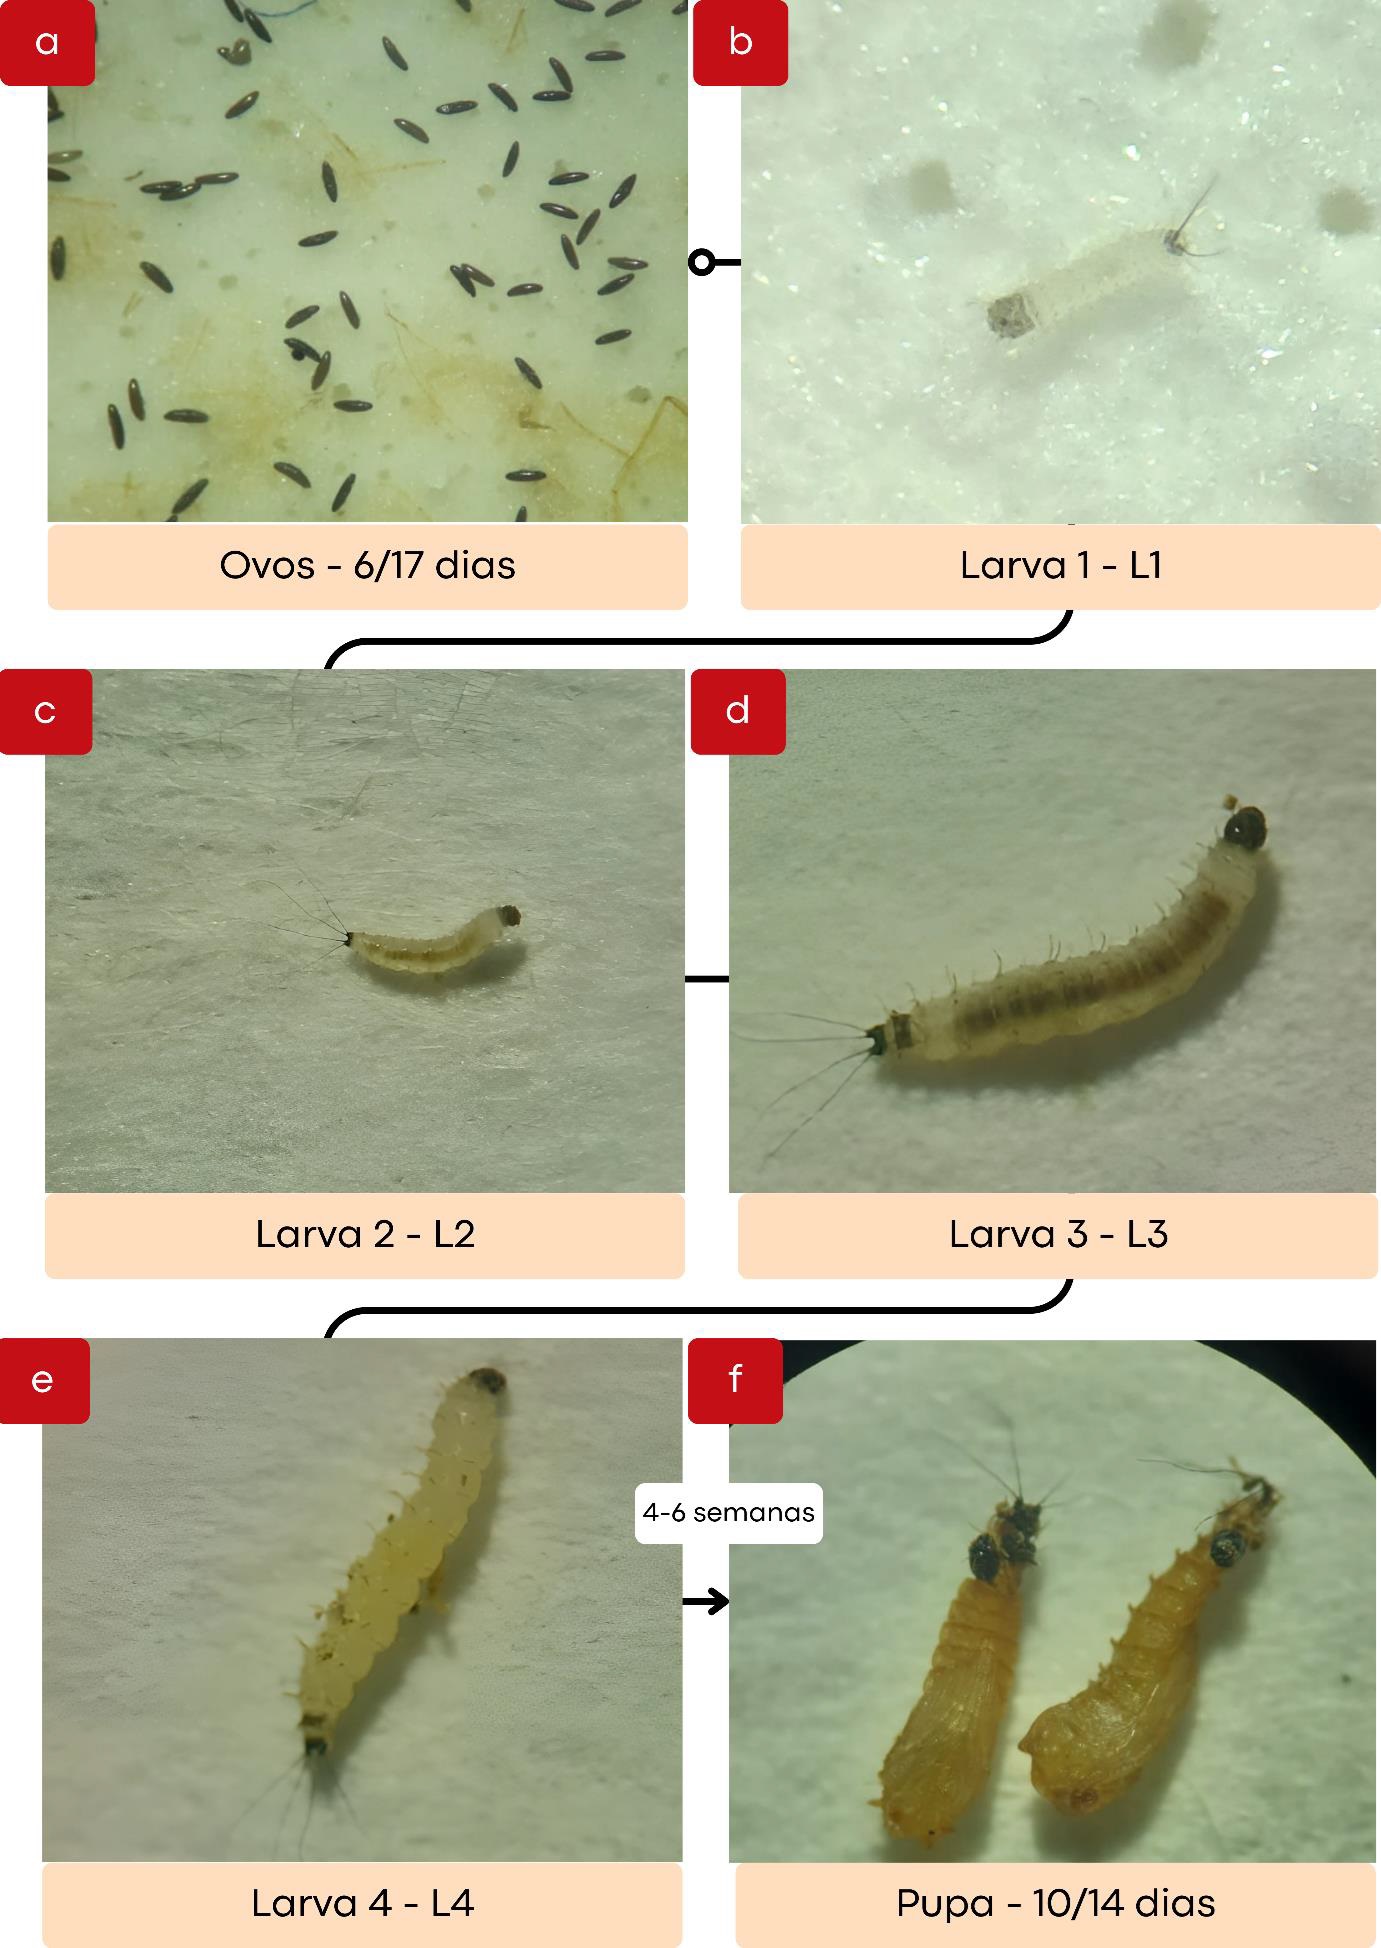 a
b
Ovos - 6/17 dias
Larva 1 - L1
c
d
Larva 2 - L2
Larva 3 - L3
e
f
4-6 semanas
Larva 4 - L4
Pupa - 10/14 dias